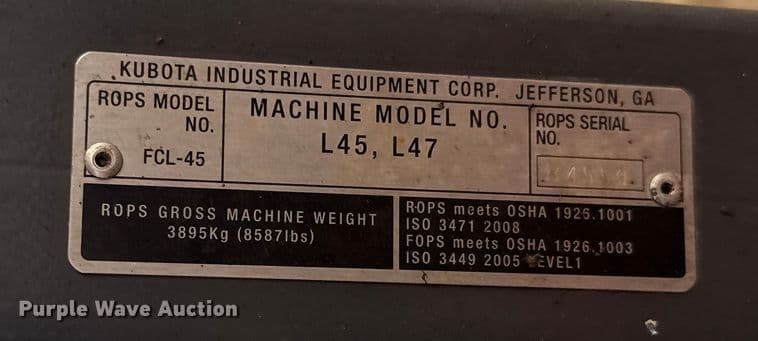 KUBOTA INDUSTRIAL EQUIPMENT CORP. JEFFERSON, GA
ROPS MODEL
NO.
FCL-45
MACHINE MODEL NO.
L45, L47
ROPS SERIAL
NO.
ROPS GROSS MACHINE WEIGHT
3895Kg (8587lbs)
ROPS meets OSHA 1926.1001
ISO 3471 2008
FOPS meets OSHA 1926.1003
ISO 3449 2005 LEVEL1
Purple Wave Auction